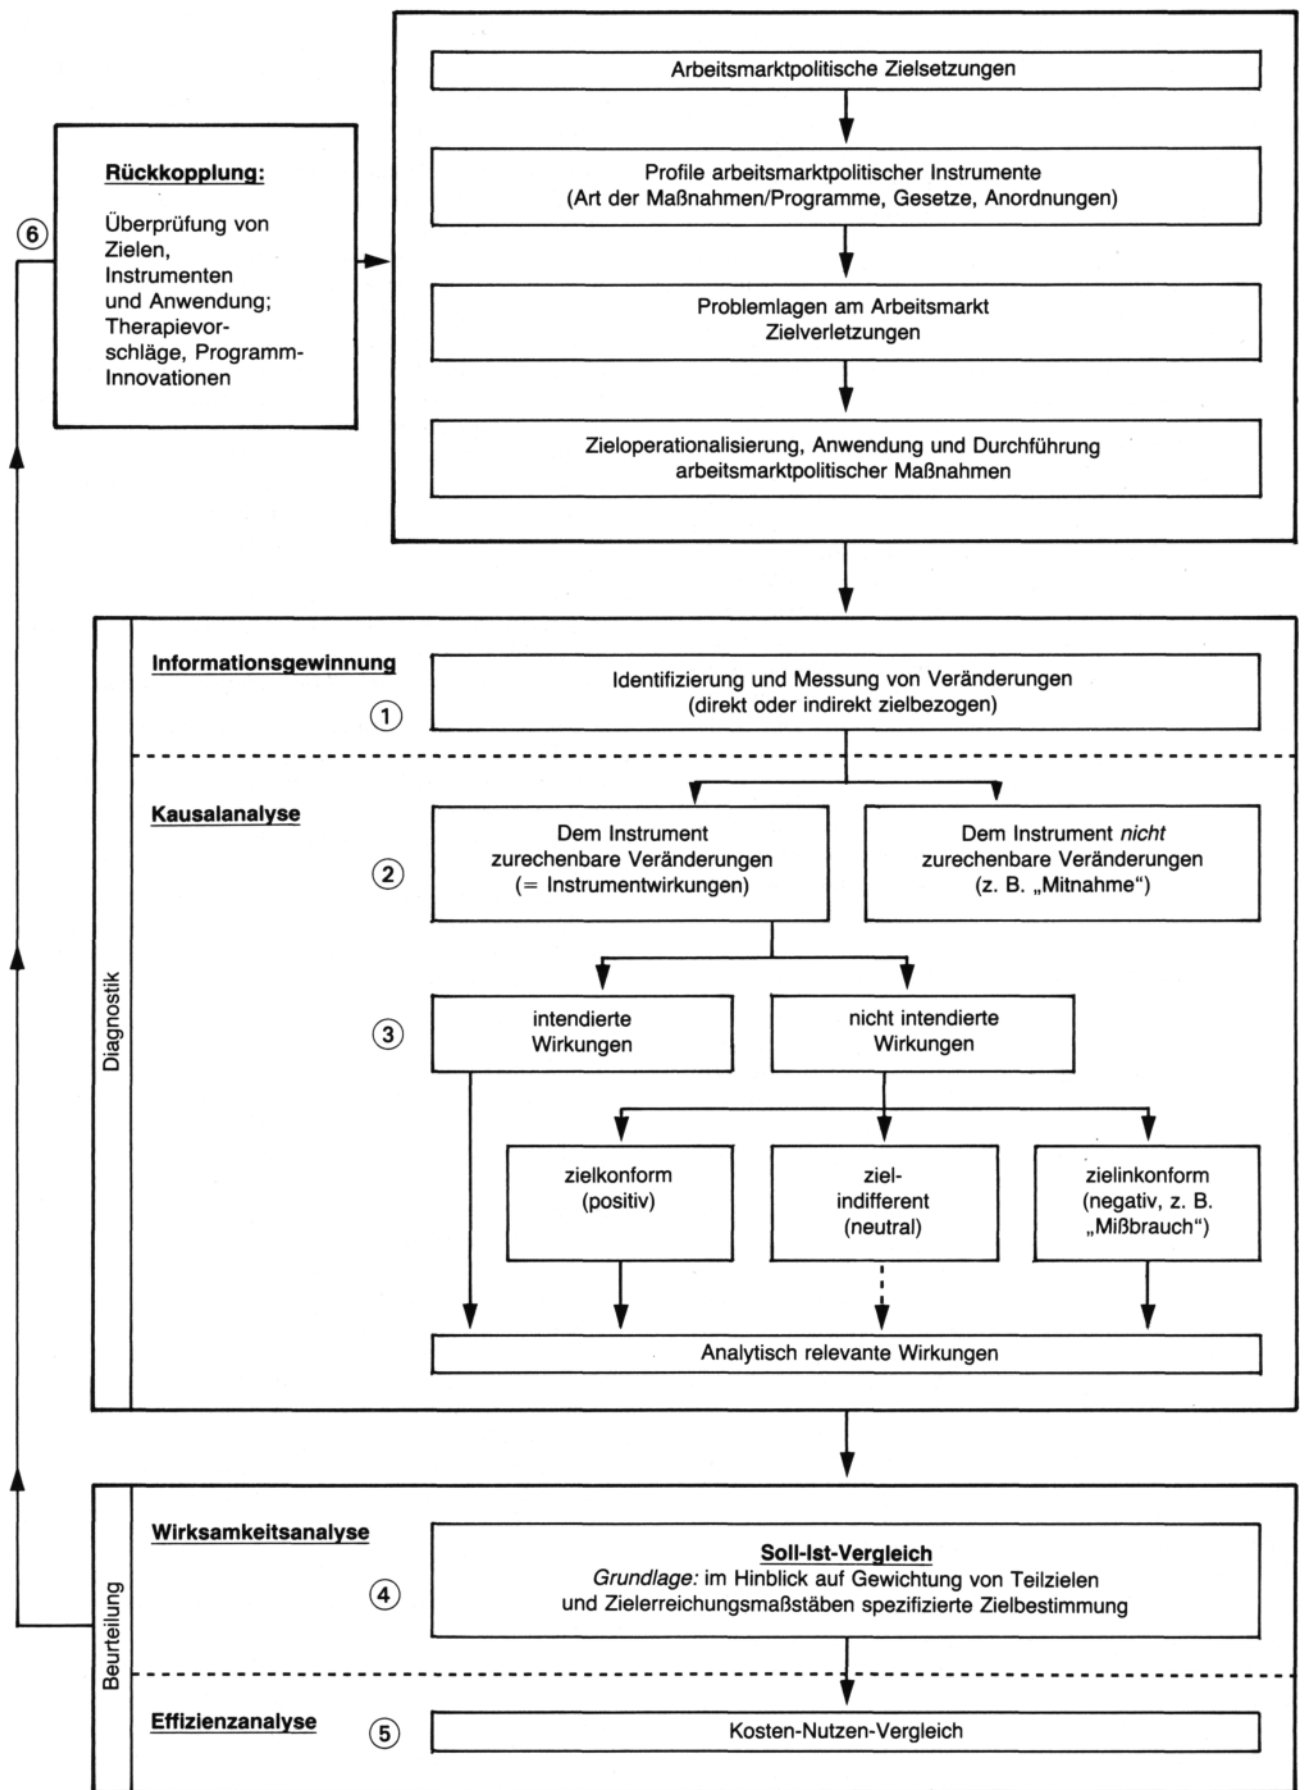 Arbeitsmarktpolitische Zielsetzungen
Profile arbeitsmarktpolitischer Instrumente
(Art der Maßnahmen/Programme, Gesetze, Anordnungen)
Problemlagen am Arbeitsmarkt
Zielverletzungen
Zieloperationalisierung, Anwendung und Durchführung
arbeitsmarktpolitischer Maßnahmen
6
Rückkopplung:
Überprüfung von
Zielen,
Instrumenten
und Anwendung;
Therapievor-
schläge, Programm-
Innovationen
Diagnostik
Informationsgewinnung
1
Identifizierung und Messung von Veränderungen
(direkt oder indirekt zielbezogen)
Kausalanalyse
2
Dem Instrument
zurechenbare Veränderungen
(= Instrumentwirkungen)
Dem Instrument nicht
zurechenbare Veränderungen
(z. B. „Mitnahme“)
3
intendierte
Wirkungen
nicht intendierte
Wirkungen
zielkonform
(positiv)
ziel-
indifferent
(neutral)
zielinkonform
(negativ, z. B.
„Mißbrauch“)
Analytisch relevante Wirkungen
Beurteilung
Wirksamkeitsanalyse
4
Soll-Ist-Vergleich
Grundlage: im Hinblick auf Gewichtung von Teilzielen
und Zielerreichungsmaßstäben spezifizierte Zielbestimmung
Effizienzanalyse
5
Kosten-Nutzen-Vergleich